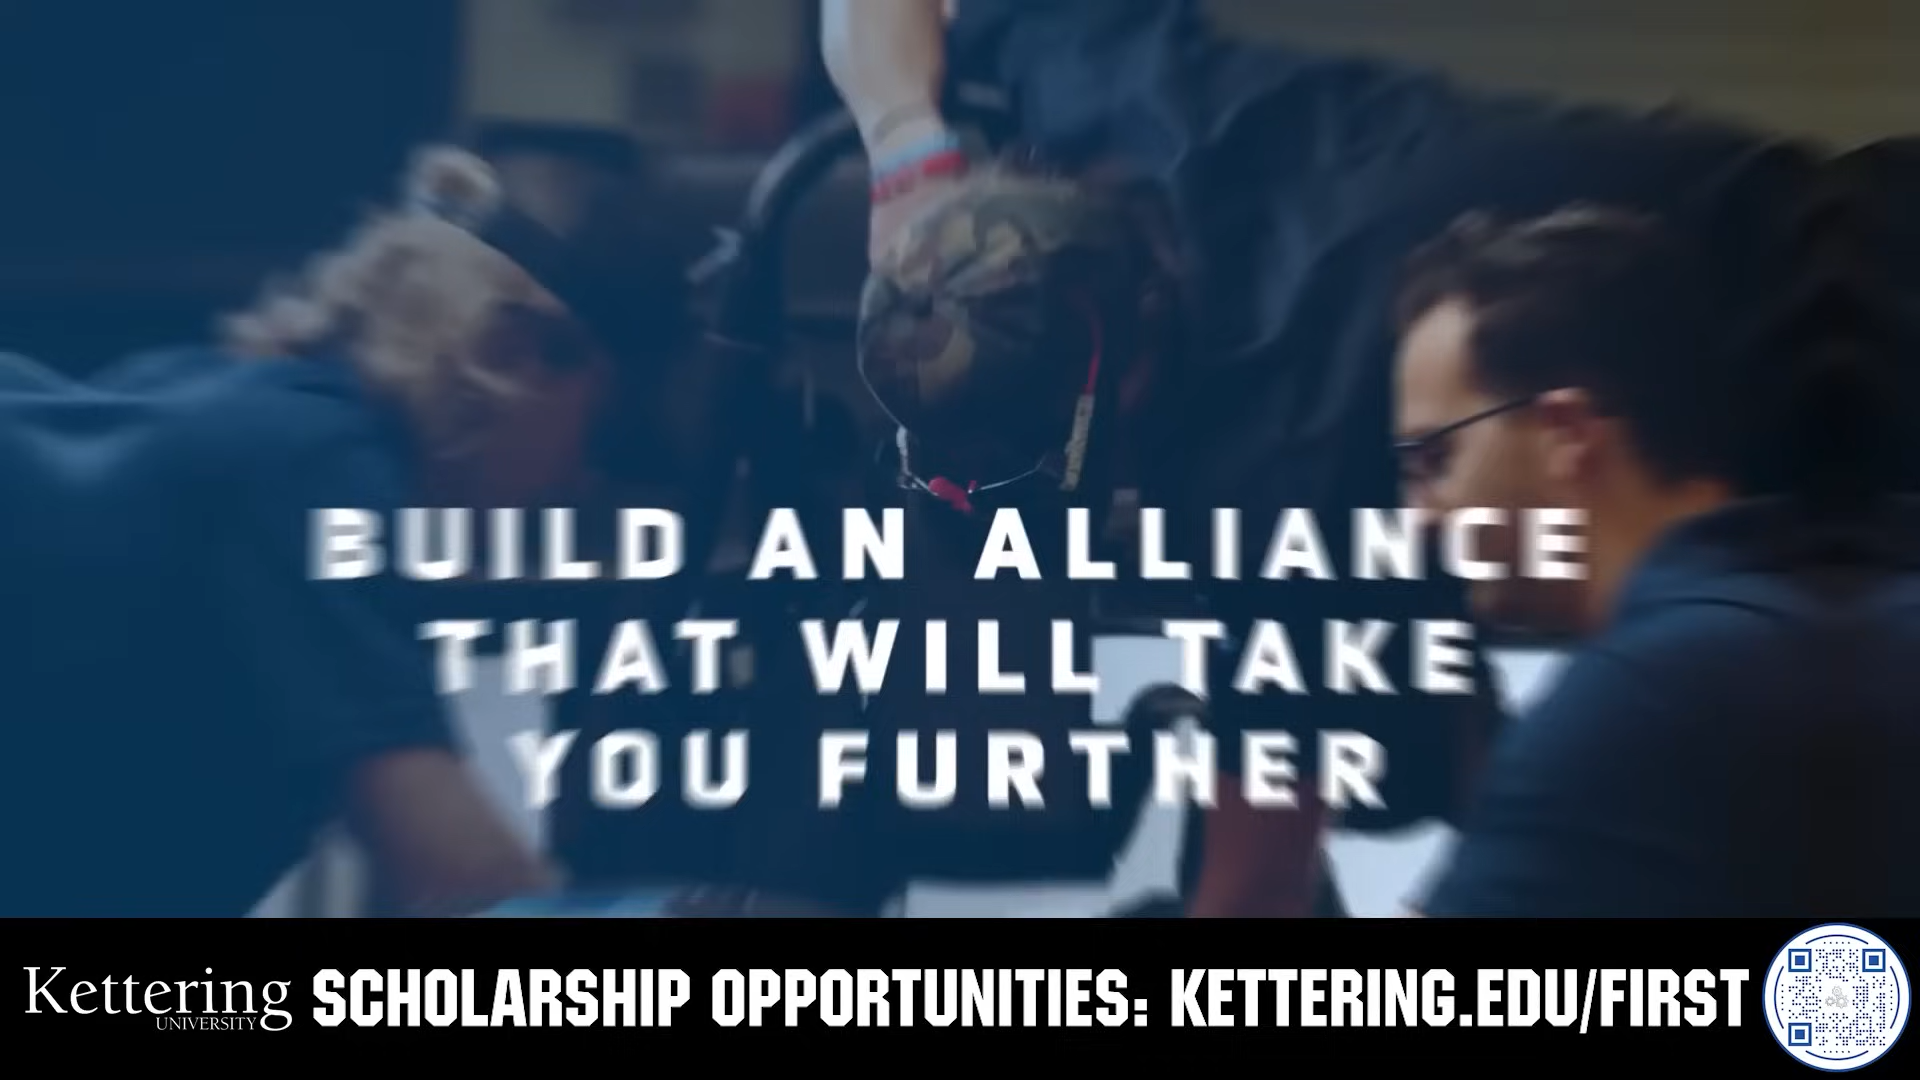 BUILD AN ALLIANCE
THAT WILL TAKE
YOU FURTHER
Kettering
UNIVERSITY
SCHOLARSHIP OPPORTUNITIES: KETTERING.EDU/FIRST